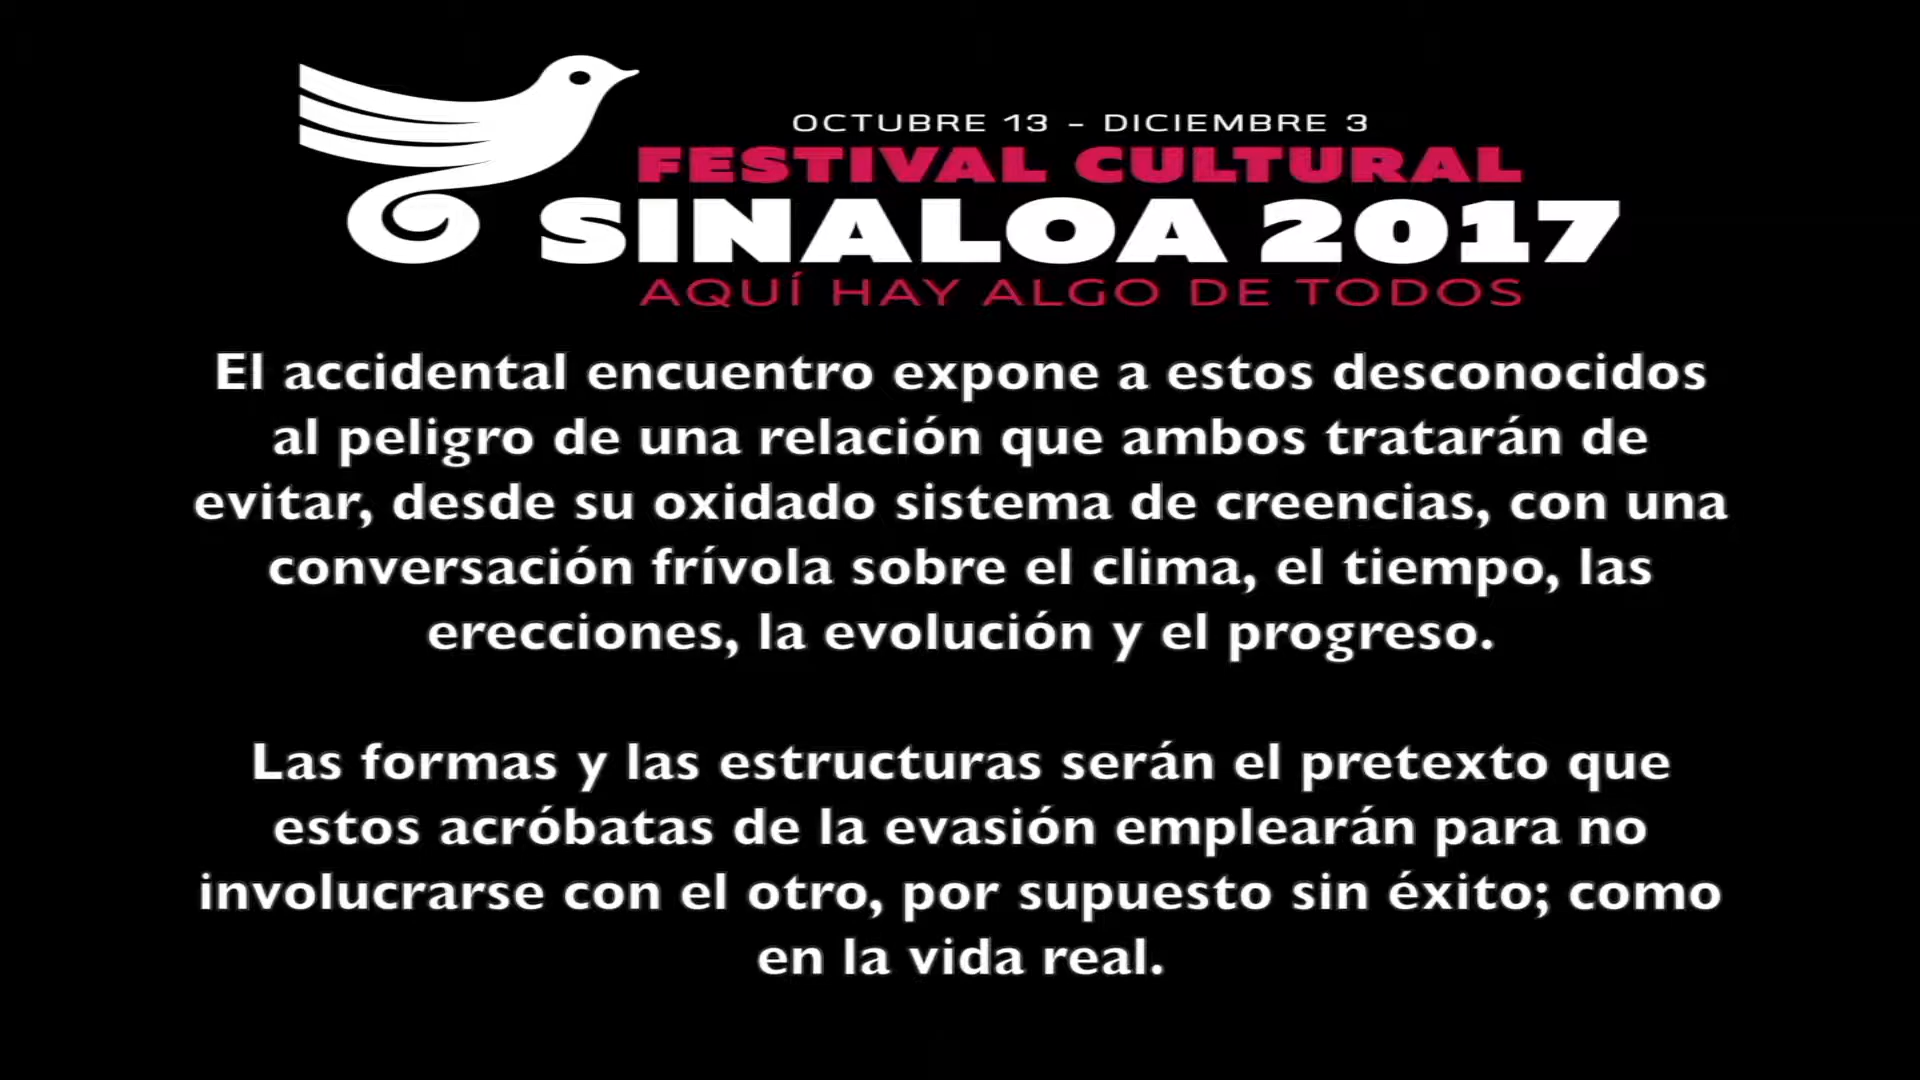 OCTUBRE 13 – DICIEMBRE 3
FESTIVAL CULTURAL
SINALOA 2017
AQUÍ HAY ALGO DE TODOS
El accidental encuentro expone a estos desconocidos
al peligro de una relación que ambos tratarán de
evitar, desde su oxidado sistema de creencias, con una
conversación frívola sobre el clima, el tiempo, las
erecciones, la evolución y el progreso.
Las formas y las estructuras serán el pretexto que
estos acróbatas de la evasión emplearán para no
involucrarse con el otro, por supuesto sin éxito; como
en la vida real.